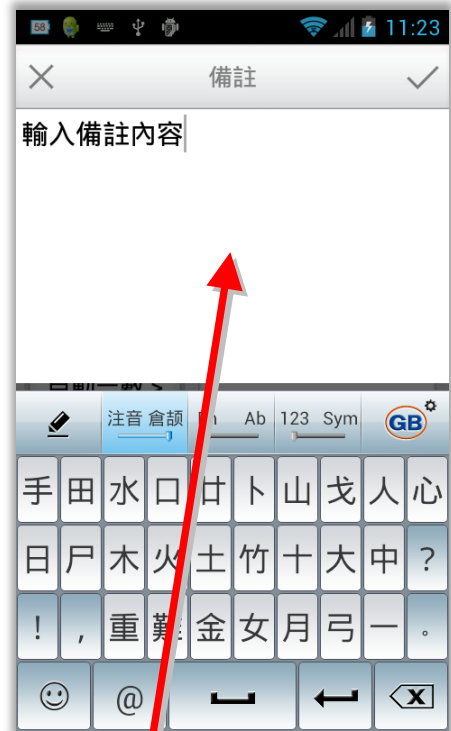 58 11:23
備註
輸入備註內容
注音 倉頡 Ab 123 Sym GB
手 田 水 口 廿 卜 山 戈 人 心
日 尸 木 火 土 竹 十 大 中 ?
! , 重 難 金 女 月 弓 一 。
@